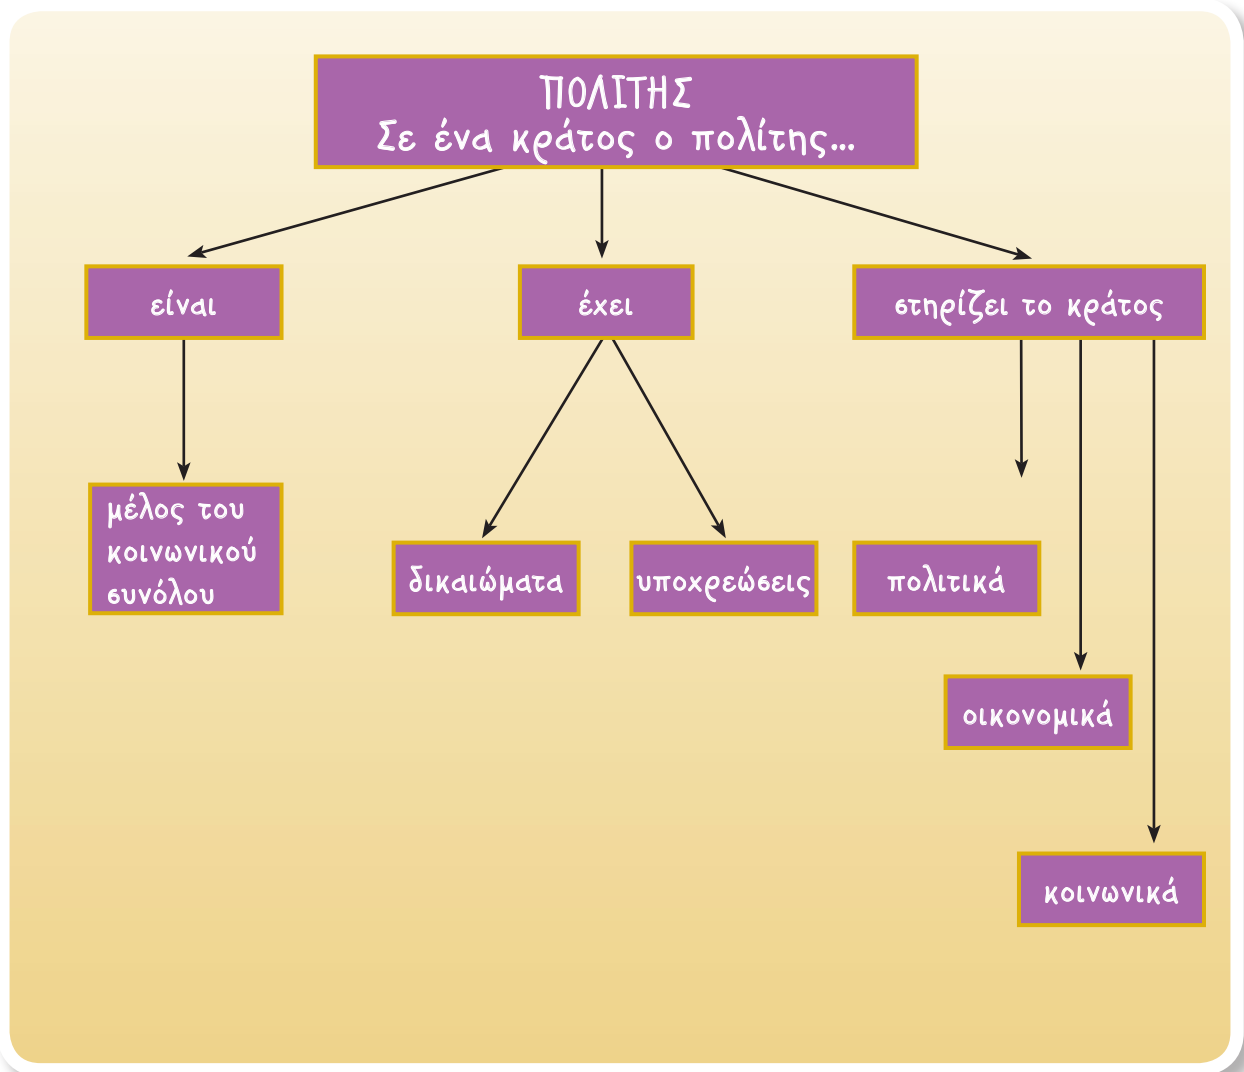 ΠΟΛΙΤΗΣ
Σε ένα κράτος ο πολίτης...
είναι
έχει
στηρίζει το κράτος
μέλος του
κοινωνικού
συνόλου
δικαιώματα
υποχρεώσεις
πολιτικά
οικονομικά
κοινωνικά